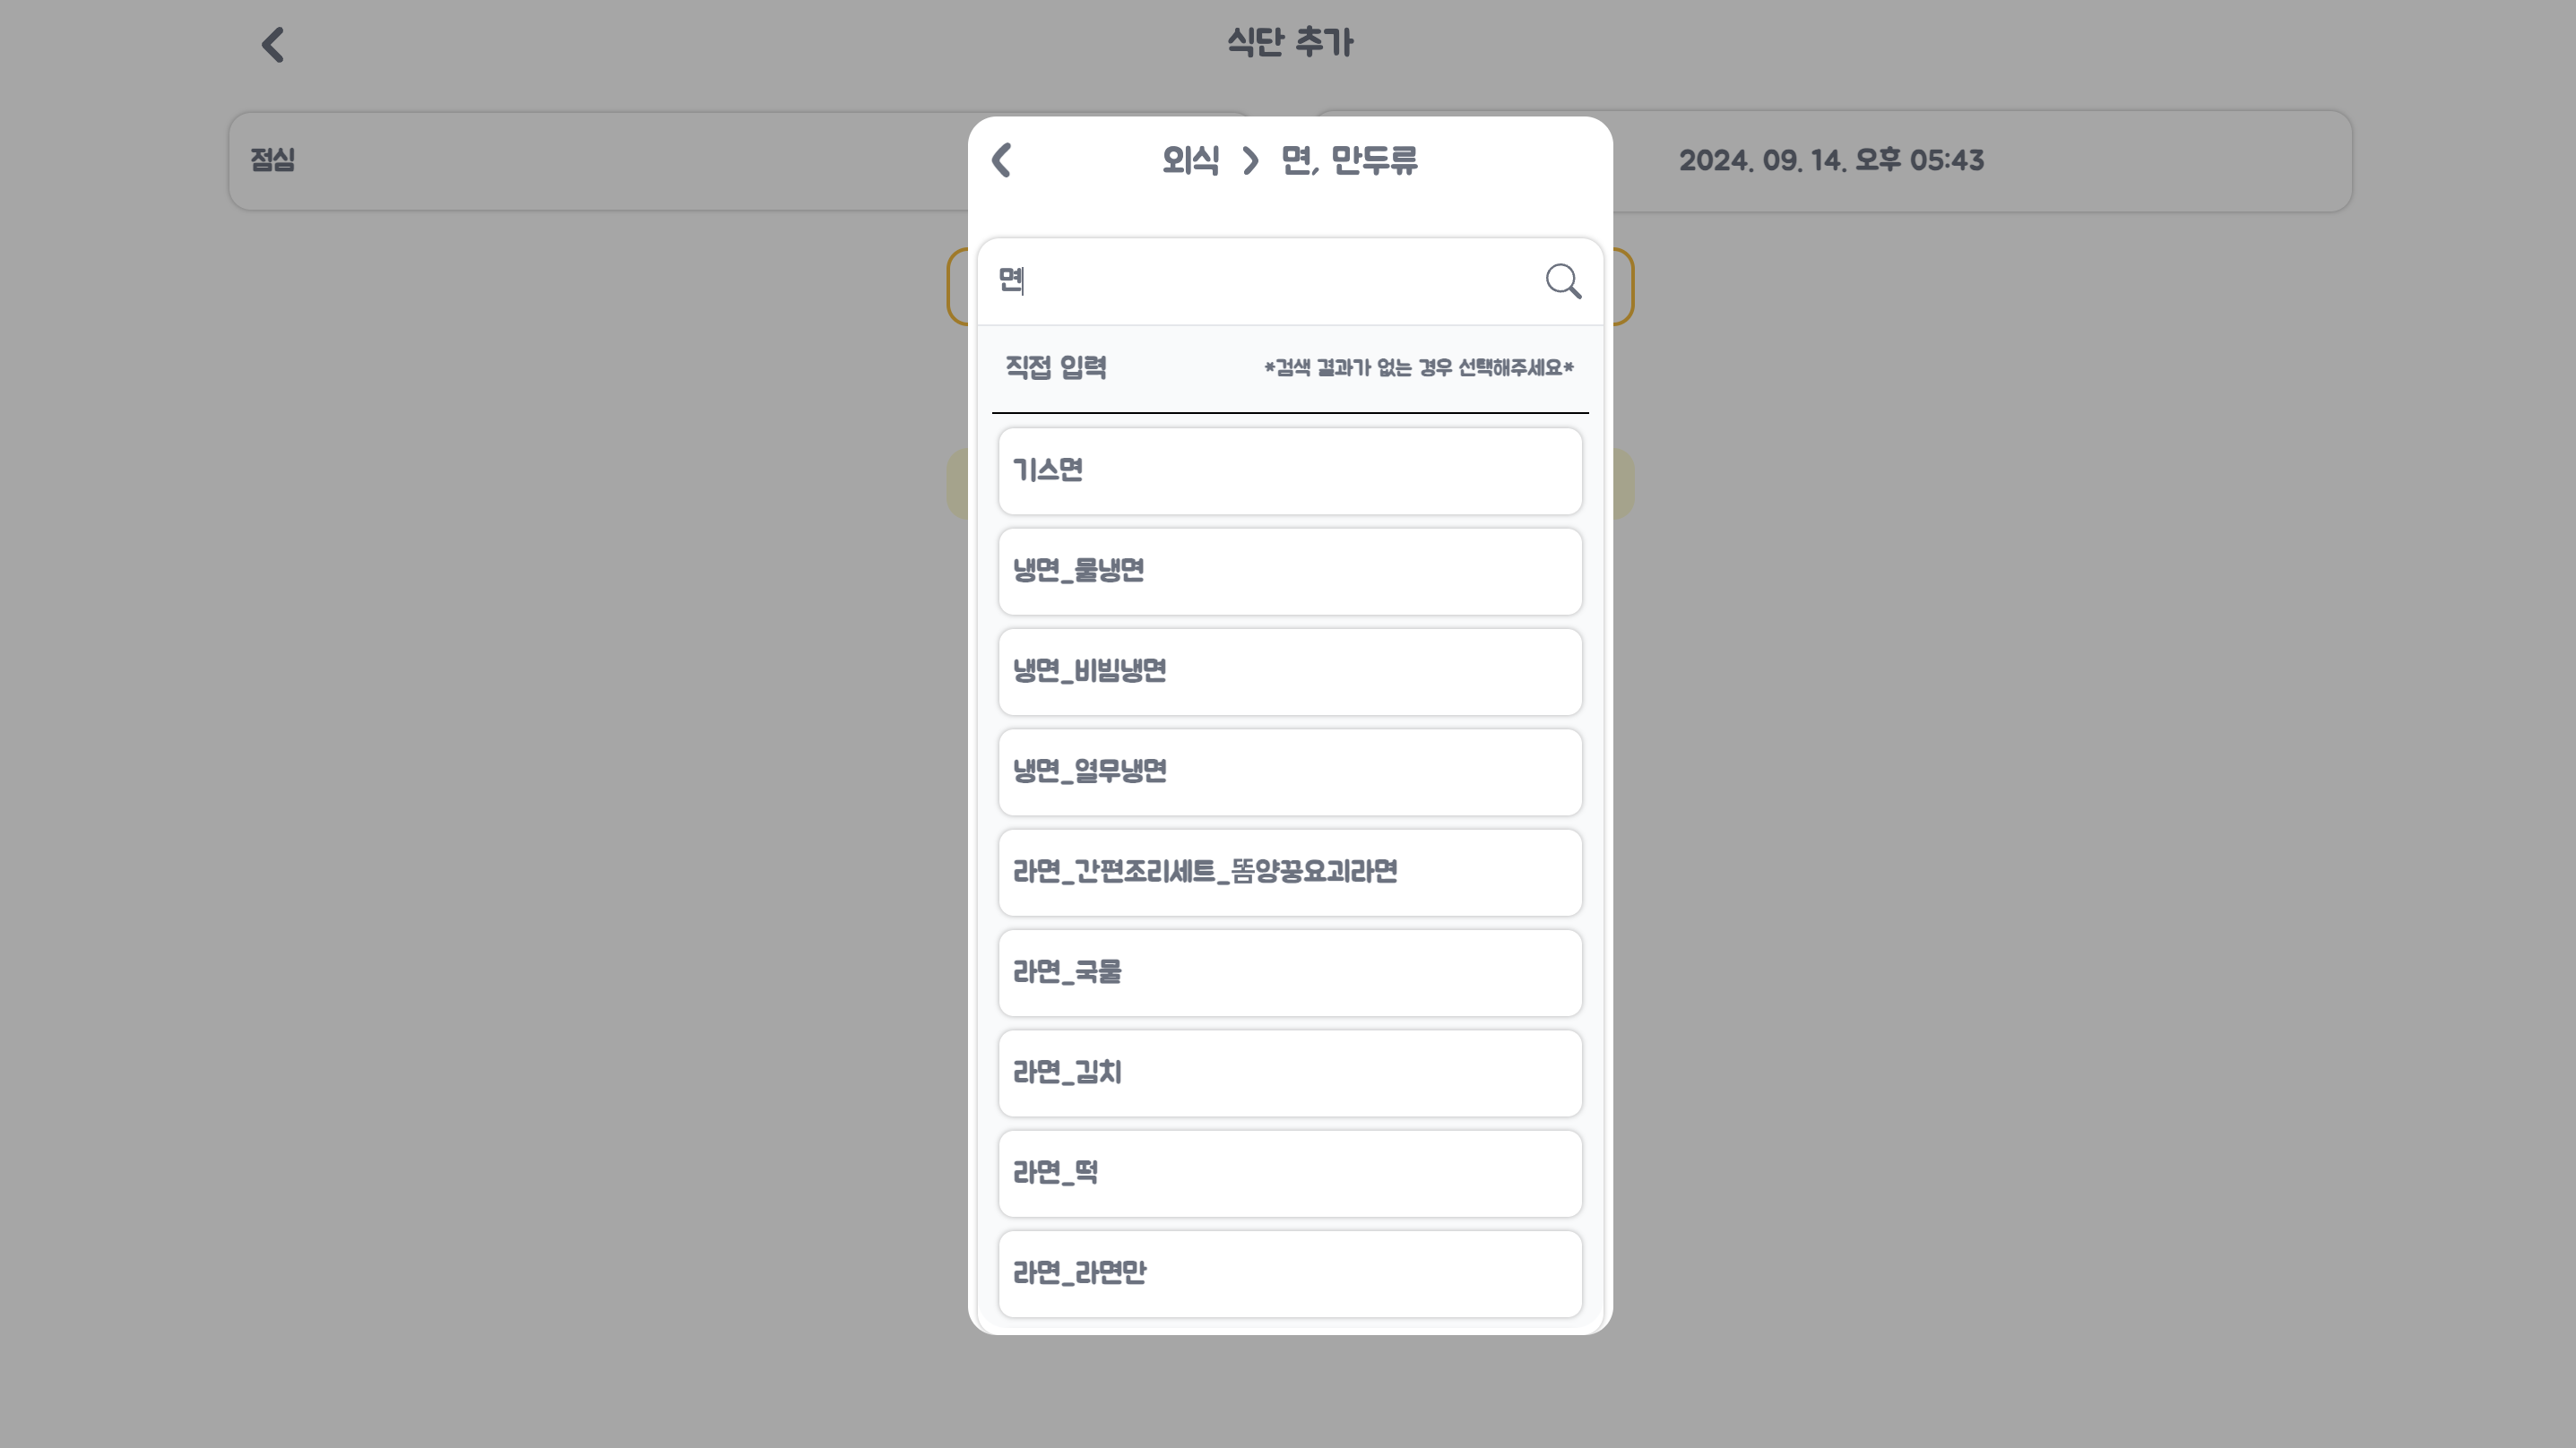 식단 추가
점심
2024. 09. 14. 오후 05:43
외식 > 면, 만두류
면
직접 입력 *검색 결과가 없는 경우 선택해주세요*
기스면
냉면_물냉면
냉면_비빔냉면
냉면_열무냉면
라면_간편조리세트_똠양꿍요괴라면
라면_국물
라면_김치
라면_떡
라면_라면만